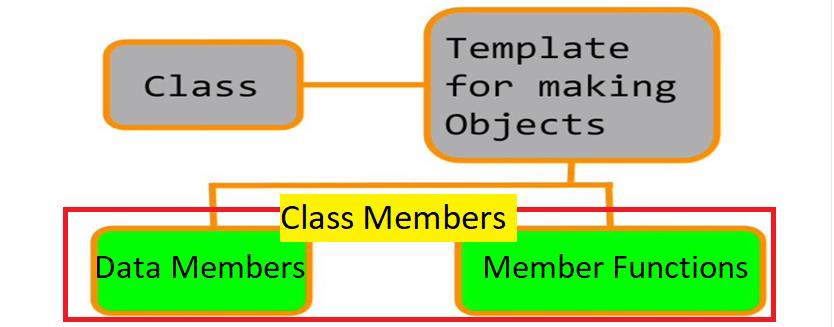 Class
Template
for making
Objects
Class Members
Data Members
Member Functions